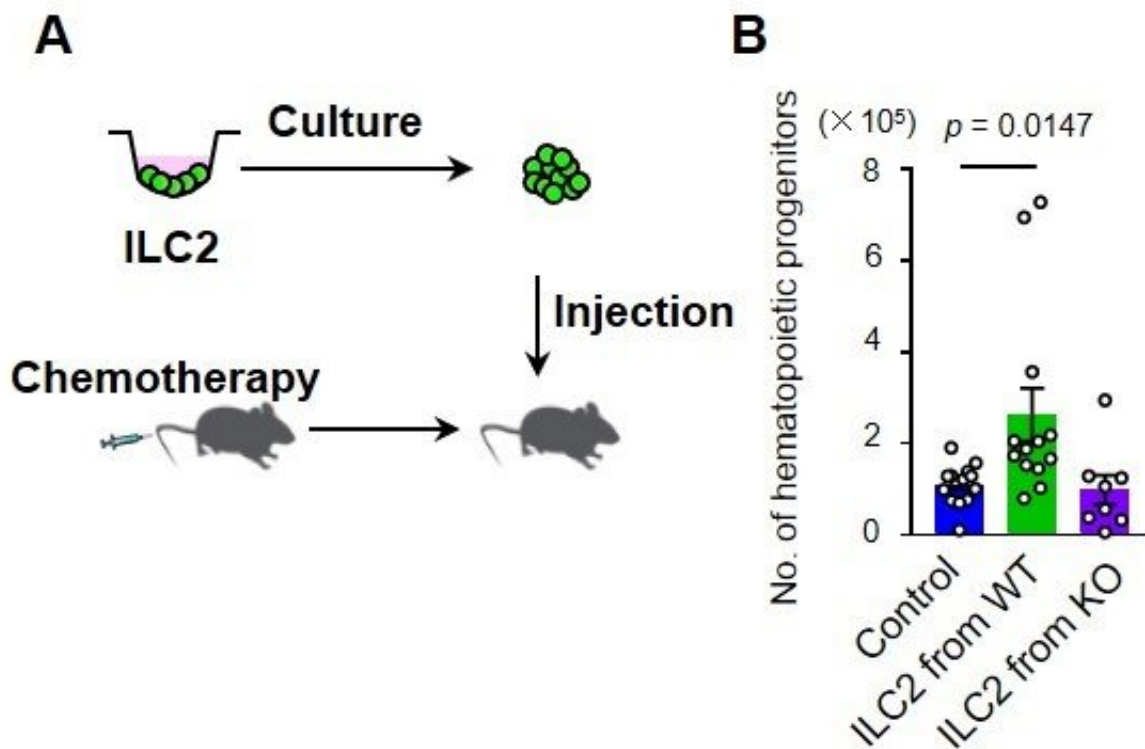 A
Culture
ILC2
Injection
Chemotherapy
B
(×10⁵)
p = 0.0147
No. of hematopoietic progenitors
8
6
4
2
0
Control
ILC2 from WT
ILC2 from KO